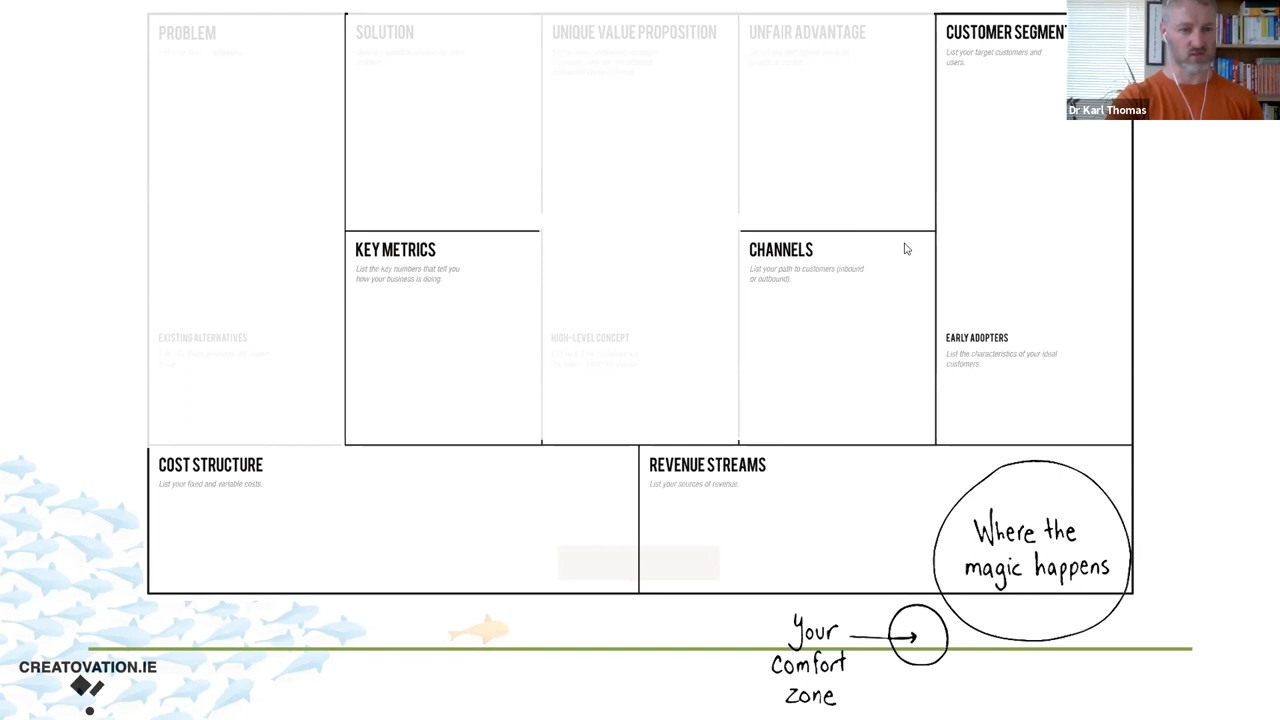 PROBLEM
SOLUTION
UNIQUE VALUE PROPOSITION
UNFAIR ADVANTAGE
CUSTOMER SEGMENT
List your target customers and
users.
Dr Karl Thomas
KEY METRICS
List the key numbers that tell you
how your business is doing.
CHANNELS
List your path to customers (inbound
or outbound).
EXISTING ALTERNATIVES
HIGH-LEVEL CONCEPT
EARLY ADOPTERS
List the characteristics of your ideal
customers.
COST STRUCTURE
List your fixed and variable costs.
REVENUE STREAMS
List your sources of revenue.
Where the
magic happens
Your
comfort
zone
CREATOVATION.IE